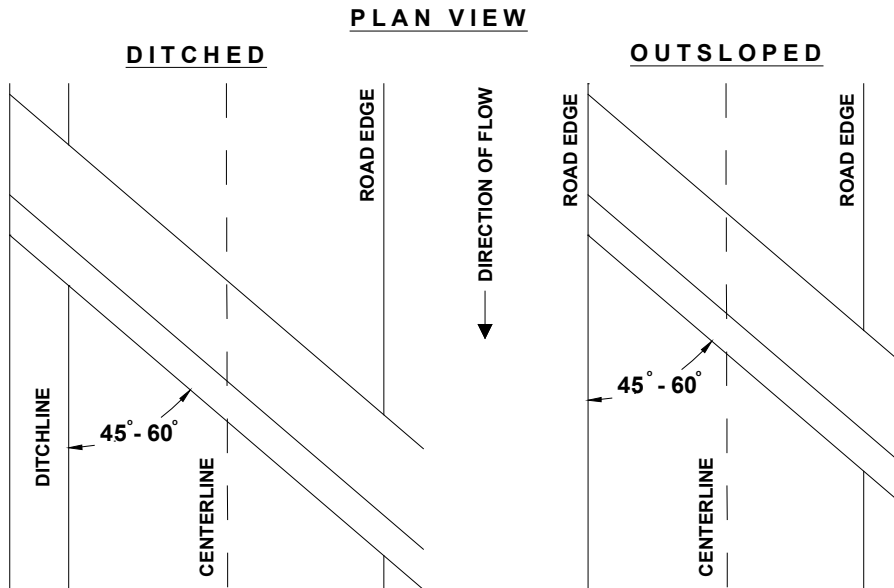 PLAN VIEW
DITCHED
OUTSLOPED
ROAD EDGE
DIRECTION OF FLOW
ROAD EDGE
ROAD EDGE
45° - 60°
45° - 60°
DITCHLINE
CENTERLINE
CENTERLINE